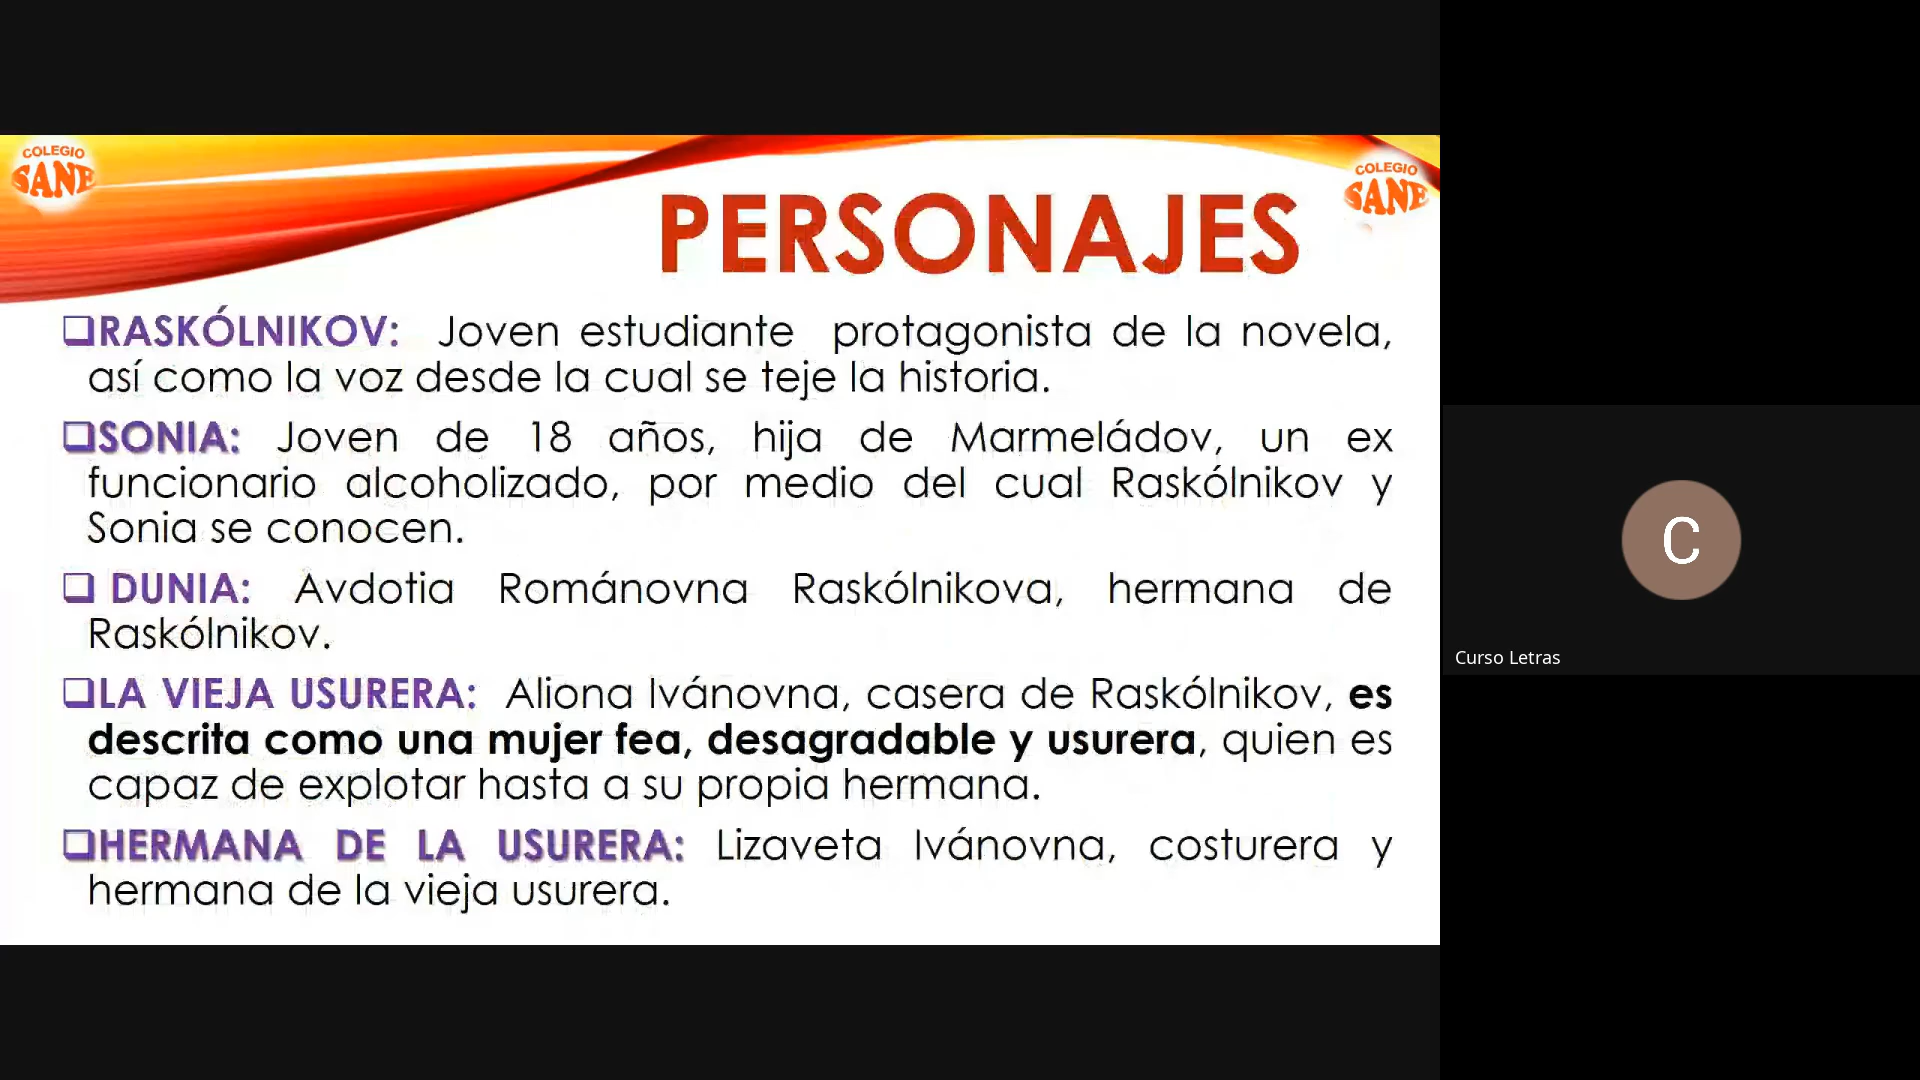 COLEGIO
SANE
COLEGIO
SANE
PERSONAJES
RASKÓLNIKOV: Joven estudiante protagonista de la novela,
así como la voz desde la cual se teje la historia.
SONIA: Joven de 18 años, hija de Marmeládov, un ex
funcionario alcoholizado, por medio del cual Raskólnikov y
Sonia se conocen.
DUNIA: Avdotia Románovna Raskólnikova, hermana de
Raskólnikov.
LA VIEJA USURERA: Aliona Ivánovna, casera de Raskólnikov, es
descrita como una mujer fea, desagradable y usurera, quien es
capaz de explotar hasta a su propia hermana.
HERMANA DE LA USURERA: Lizaveta Ivánovna, costurera y
hermana de la vieja usurera.
C
Curso Letras